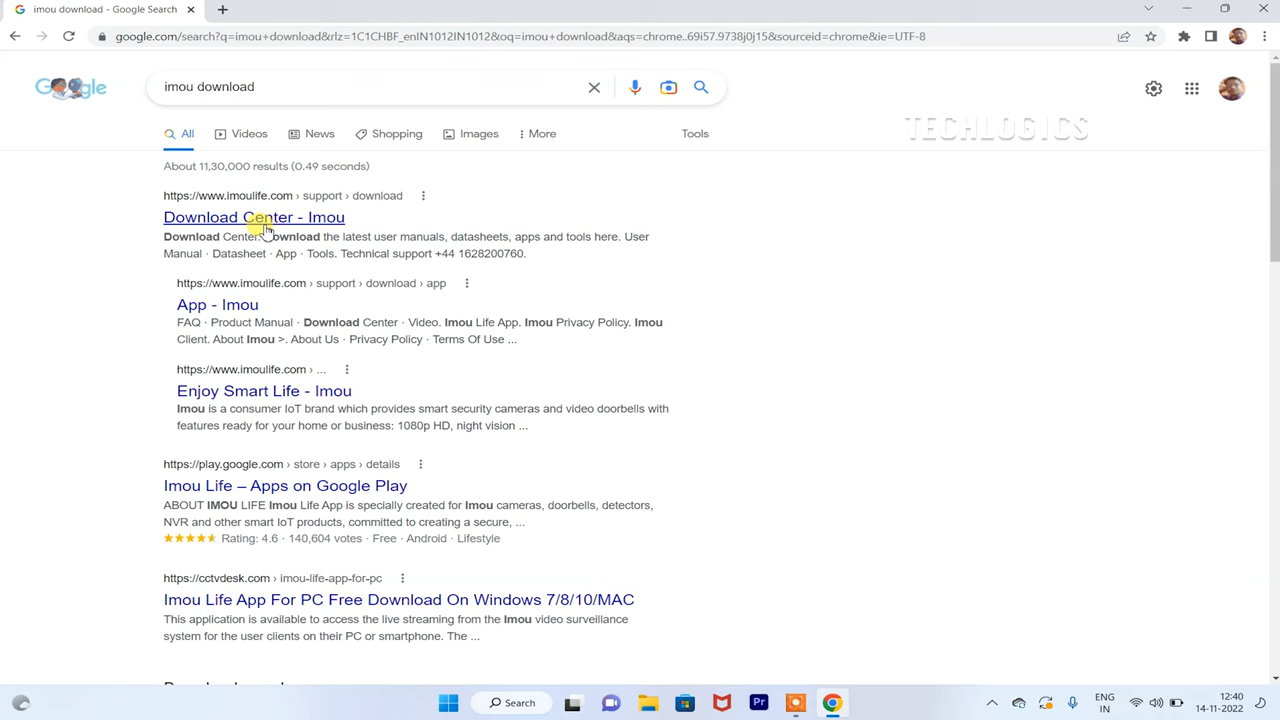 imou download - Google Search
google.com/search?q=imou+download&rlz=1C1CHBF_enIN1012IN1012&oq=imou+download&aqs=chrome..69i57.9738j0j15&sourceid=chrome&ie=UTF-8
Google
imou download
TECHLOGICS
All
Videos
News
Shopping
Images
More
Tools
About 11,30,000 results (0.49 seconds)
https://www.imoulife.com › support › download
Download Center - Imou
Download Center. Download the latest user manuals, datasheets, apps and tools here. User
Manual · Datasheet · App · Tools. Technical support +44 1628200760.
https://www.imoulife.com › support › download › app
App - Imou
FAQ · Product Manual · Download Center · Video. Imou Life App. Imou Privacy Policy. Imou
Client. About Imou >. About Us · Privacy Policy · Terms Of Use ...
https://www.imoulife.com › ...
Enjoy Smart Life - Imou
Imou is a consumer IoT brand which provides smart security cameras and video doorbells with
features ready for your home or business: 1080p HD, night vision ...
https://play.google.com › store › apps › details
Imou Life – Apps on Google Play
ABOUT IMOU LIFE Imou Life App is specially created for Imou cameras, doorbells, detectors,
NVR and other smart IoT products, committed to creating a secure, ...
Rating: 4.6 · 140,604 votes · Free · Android · Lifestyle
https://cctvdesk.com › imou-life-app-for-pc
Imou Life App For PC Free Download On Windows 7/8/10/MAC
This application is available to access the live streaming from the Imou video surveillance
system for the user clients on their PC or smartphone. The ...
Search
Pr
ENG
IN
12:40
14-11-2022